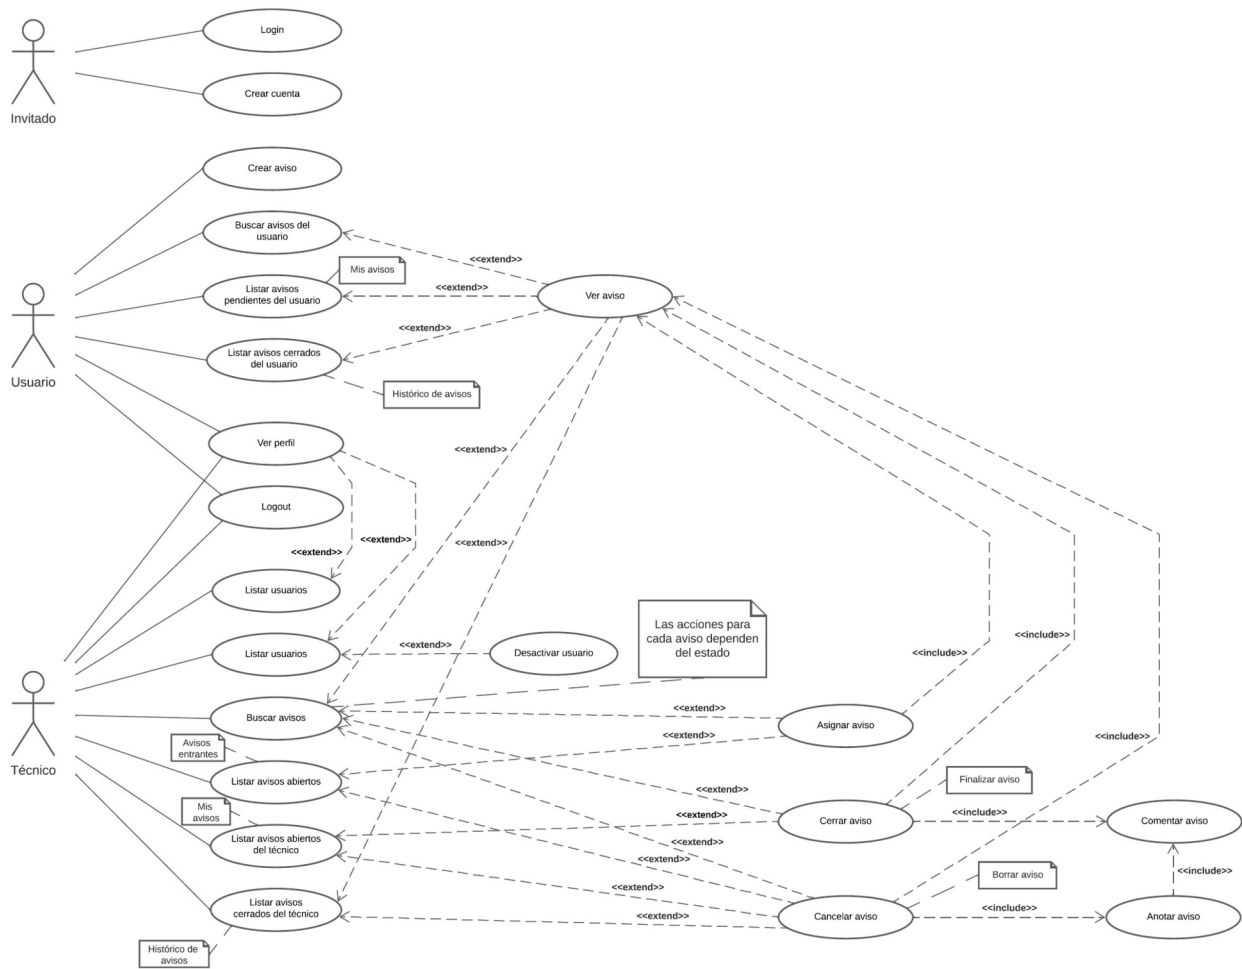 Login
Crear cuenta
Invitado
Crear aviso
Buscar avisos del
usuario
<<extend>>
Mis avisos
Listar avisos
pendientes del usuario
<<extend>>
Ver aviso
<<extend>>
Listar avisos cerrados
del usuario
Usuario
Histórico de avisos
Ver perfil
<<extend>>
Logout
<<extend>>
<<extend>>
<<extend>>
Listar usuarios
Las acciones para
cada aviso dependen
del estado
<<include>>
<<extend>>
Listar usuarios
Desactivar usuario
<<include>>
<<extend>>
Buscar avisos
Asignar aviso
<<extend>>
<<include>>
Avisos
entrantes
Técnico
Listar avisos abiertos
Finalizar aviso
<<extend>>
Mis
avisos
<<extend>>
<<include>>
Cerrar aviso
Comentar aviso
Listar avisos abiertos
del técnico
<<extend>>
<<extend>>
<<include>>
Borrar aviso
<<extend>>
Listar avisos
cerrados del técnico
<<extend>>
Cancelar aviso
<<include>>
Anotar aviso
Histórico de
avisos